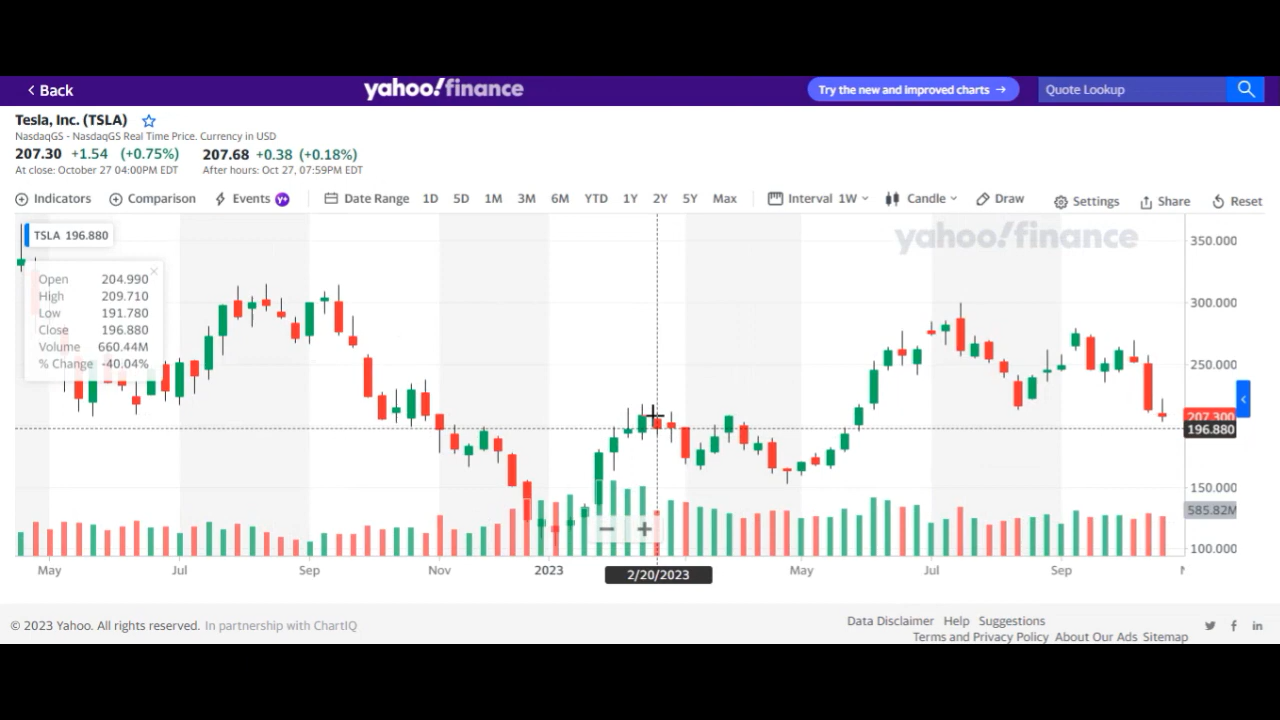 Back
yahoo!finance
Try the new and improved charts →
Quote Lookup
Tesla, Inc. (TSLA)
NasdaqGS - NasdaqGS Real Time Price. Currency in USD
207.30 +1.54 (+0.75%) 207.68 +0.38 (+0.18%)
At close: October 27 04:00PM EDT After hours: Oct 27, 07:59PM EDT
Indicators Comparison Events Y+ Date Range 1D 5D 1M 3M 6M YTD 1Y 2Y 5Y Max Interval 1W Candle Draw Settings Share Reset
TSLA 196.880
yahoo!finance
350.000
Open 204.990
High 209.710
Low 191.780
Close 196.880
Volume 660.44M
% Change -40.04%
300.000
250.000
207.300
196.880
150.000
585.82M
100.000
May Jul Sep Nov 2023 2/20/2023 May Jul Sep
© 2023 Yahoo. All rights reserved. In partnership with ChartIQ
Data Disclaimer Help Suggestions
Terms and Privacy Policy About Our Ads Sitemap